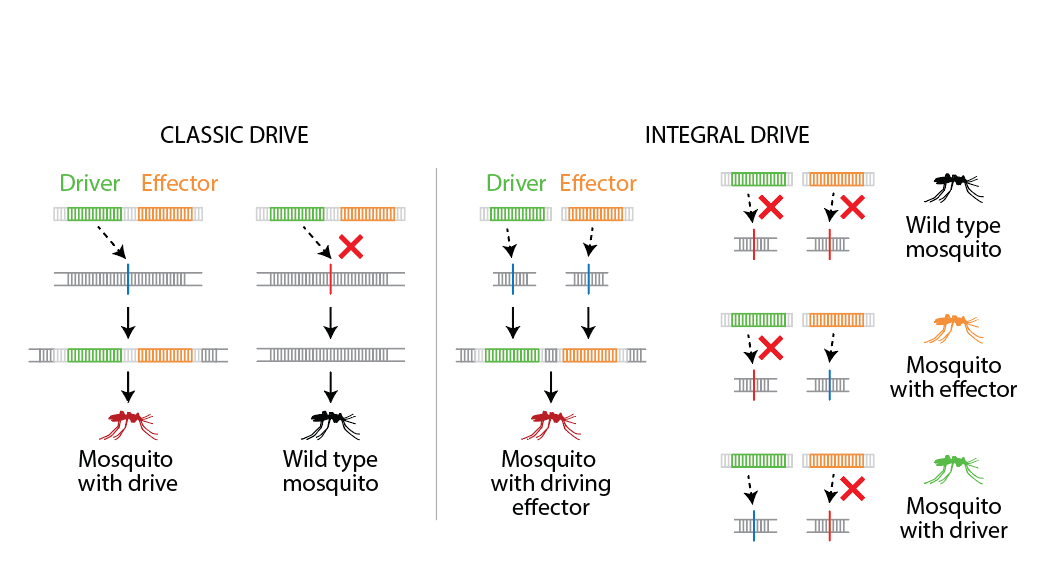 CLASSIC DRIVE
Driver Effector
Mosquito
with drive
Wild type
mosquito
INTEGRAL DRIVE
Driver Effector
Mosquito
with driving
effector
Wild type
mosquito
Mosquito
with effector
Mosquito
with driver